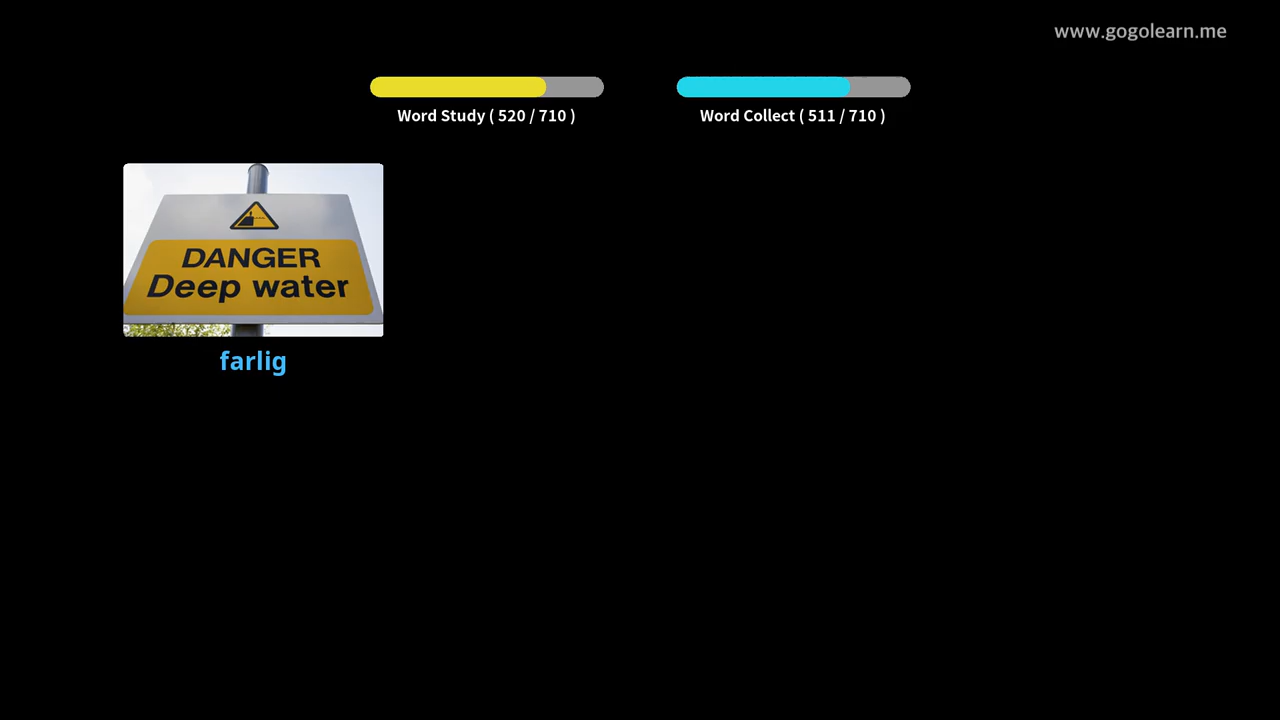 www.gogolearn.me
Word Study ( 520 / 710 )
Word Collect ( 511 / 710 )
DANGER
Deep water
farlig